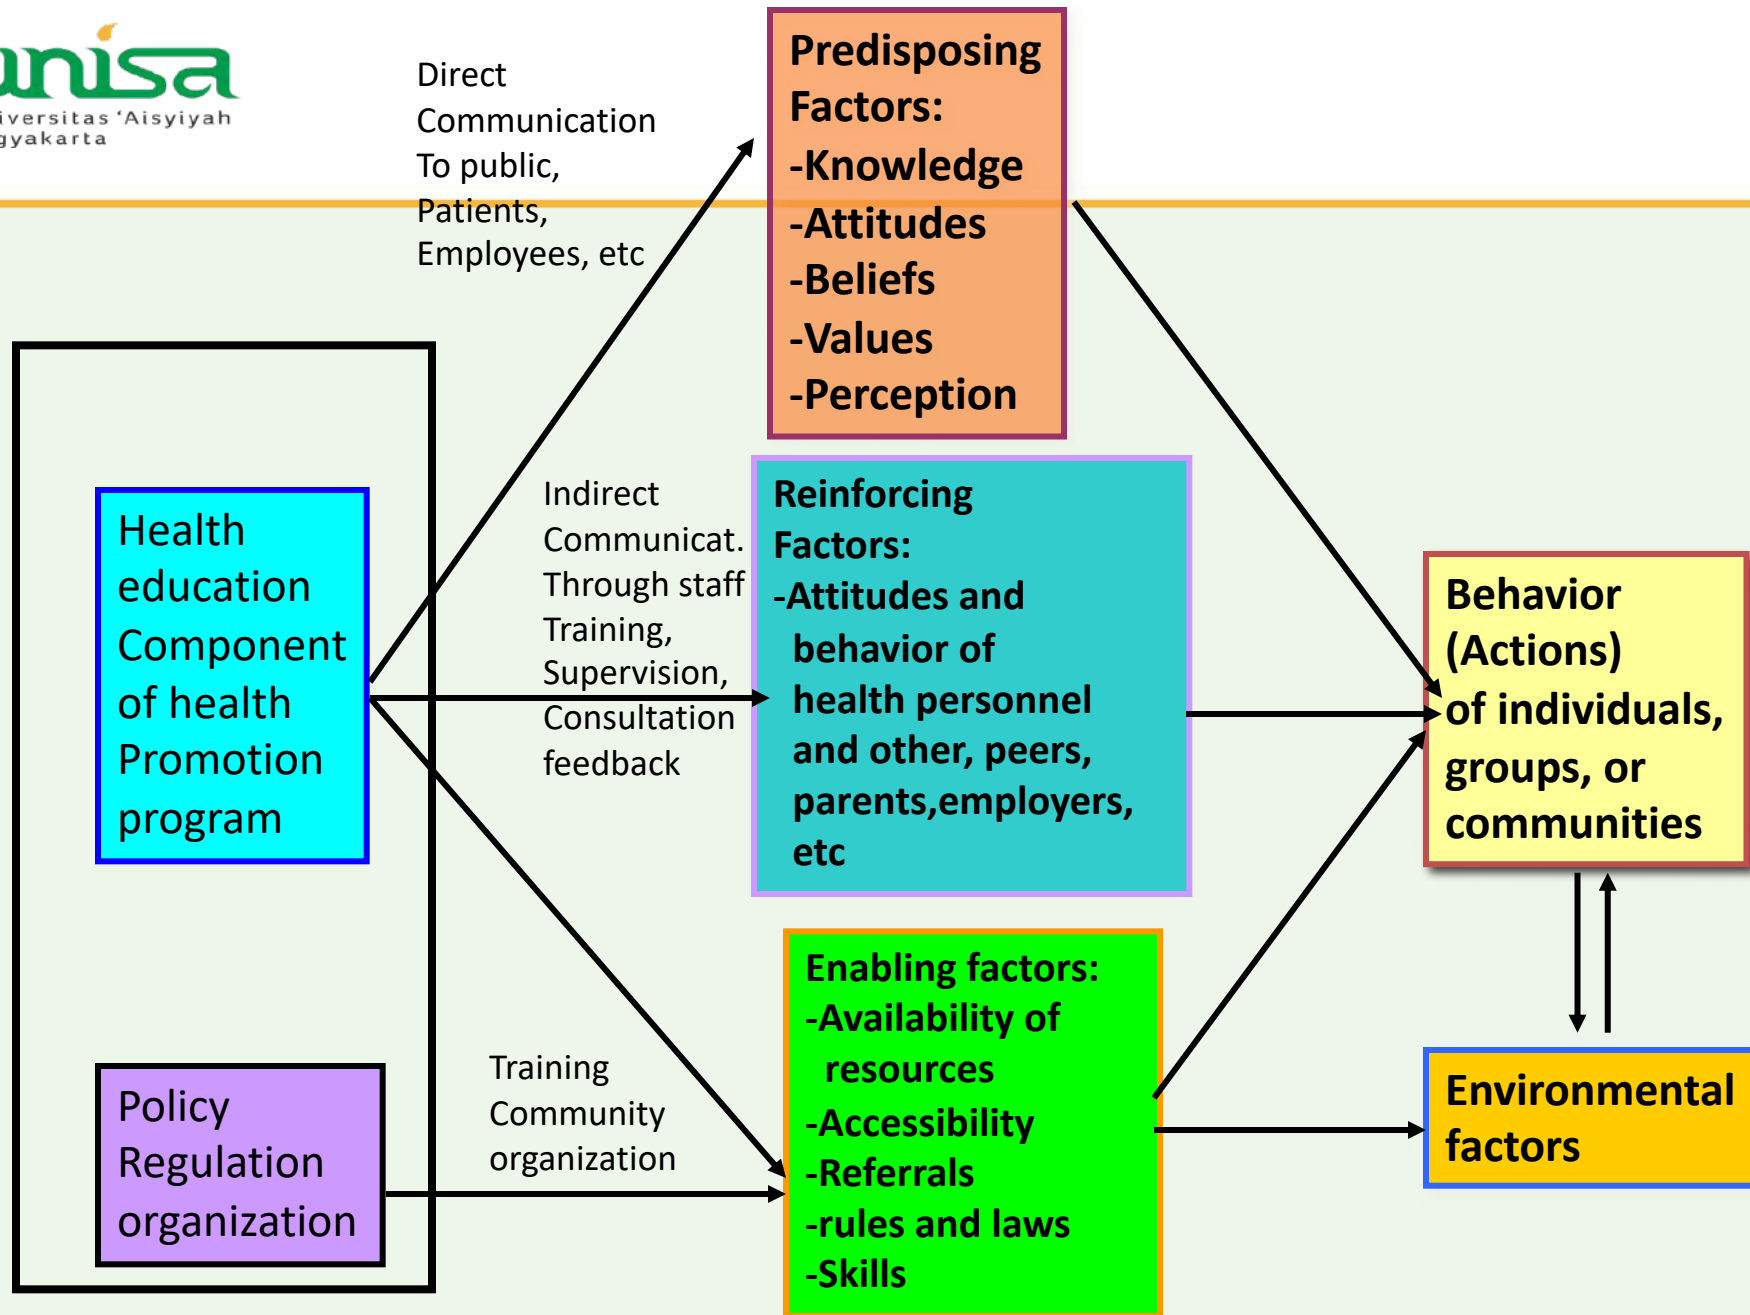 unisa
iversitas 'Aisyiyah
gyakarta
Direct
Communication
To public,
Patients,
Employees, etc
Predisposing
Factors:
-Knowledge
-Attitudes
-Beliefs
-Values
-Perception
Health
education
Component
of health
Promotion
program
Indirect
Communicat.
Through staff
Training,
Supervision,
Consultation
feedback
Reinforcing
Factors:
-Attitudes and
behavior of
health personnel
and other, peers,
parents,employers,
etc
Behavior
(Actions)
of individuals,
groups, or
communities
Policy
Regulation
organization
Training
Community
organization
Enabling factors:
-Availability of
resources
-Accessibility
-Referrals
-rules and laws
-Skills
Environmental
factors